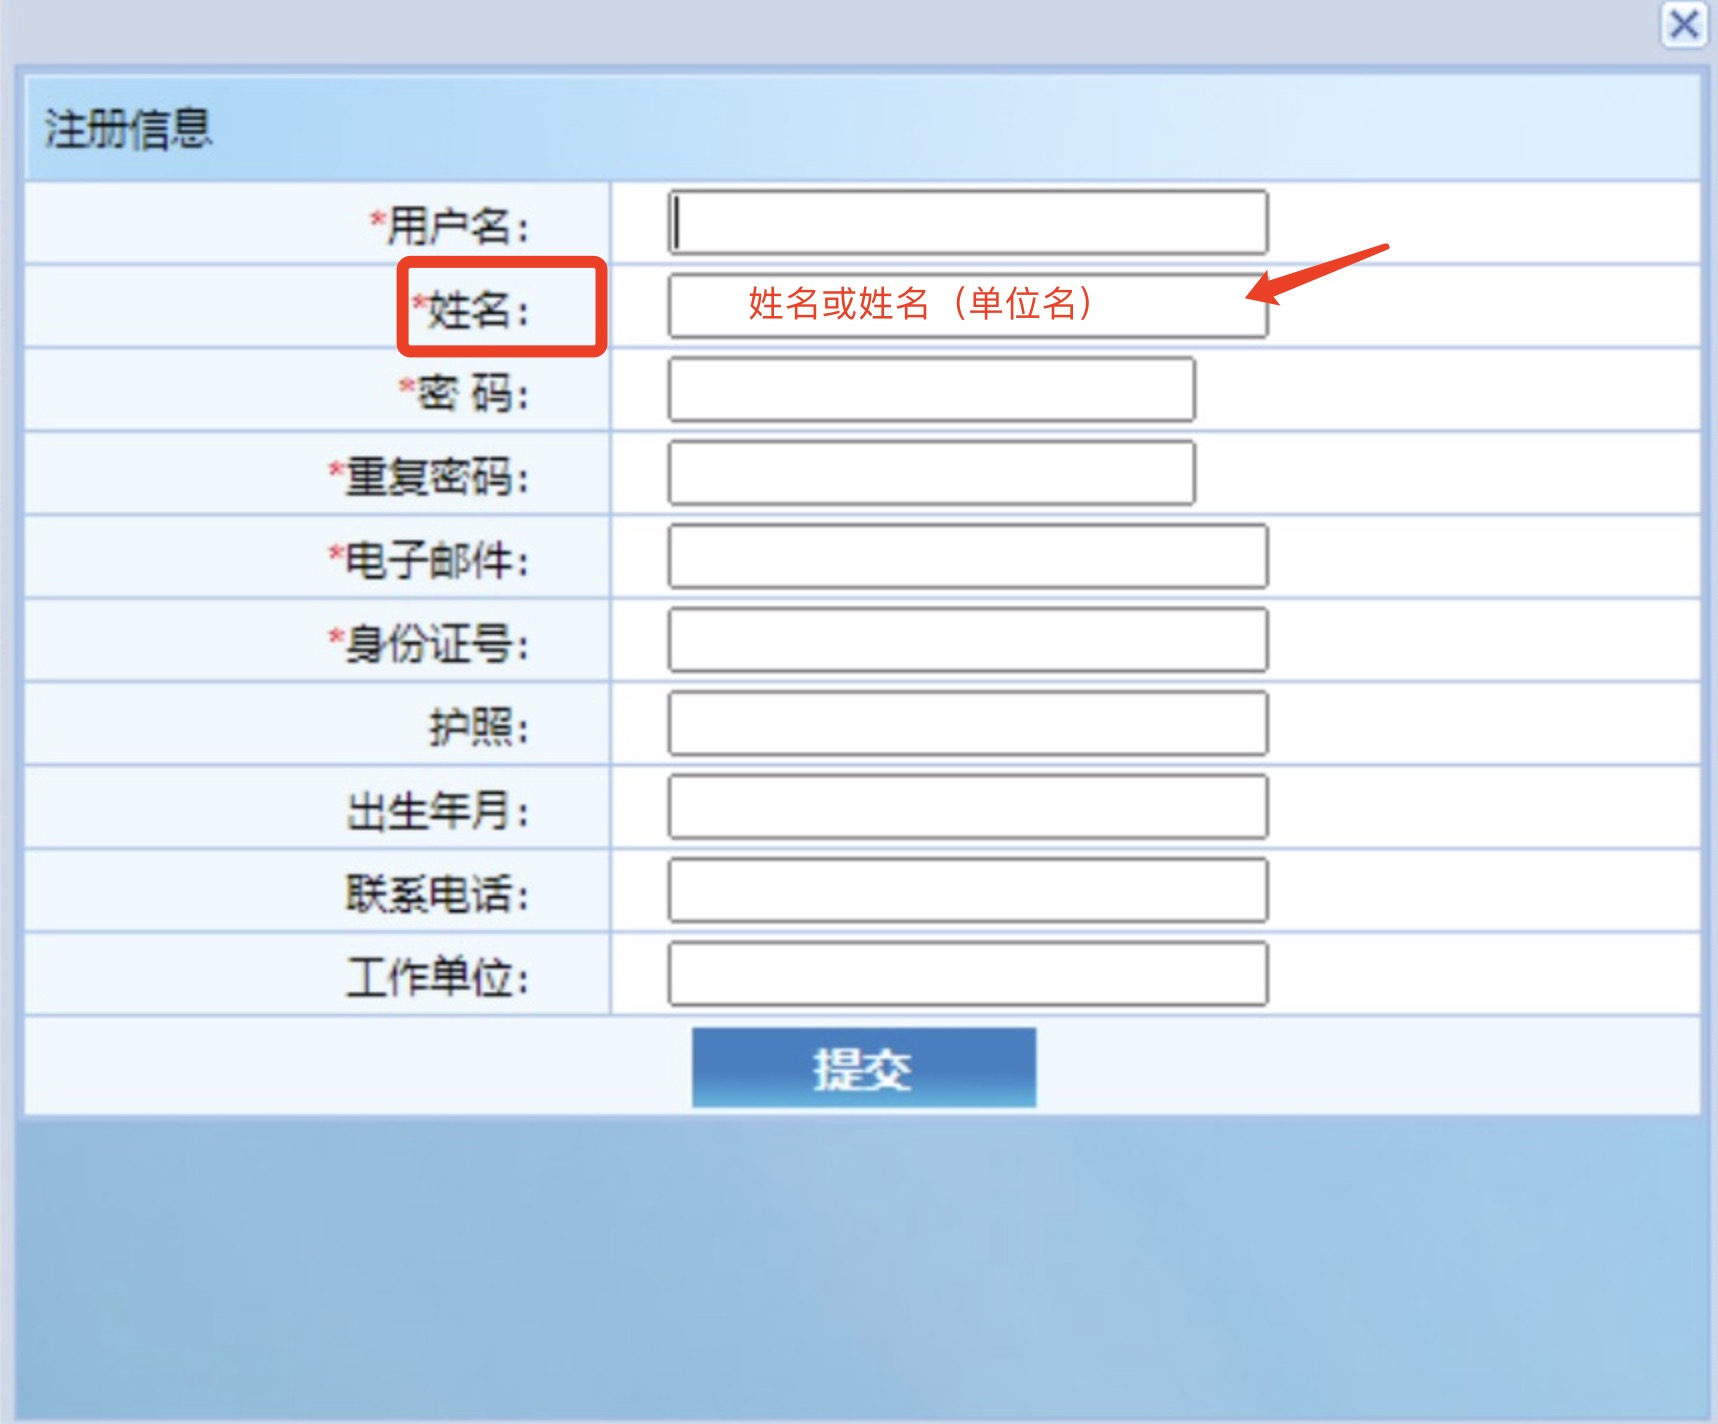 注册信息
*用户名：
*姓名：
姓名或姓名（单位名）
*密 码：
*重复密码：
*电子邮件：
*身份证号：
护照：
出生年月：
联系电话：
工作单位：
提交